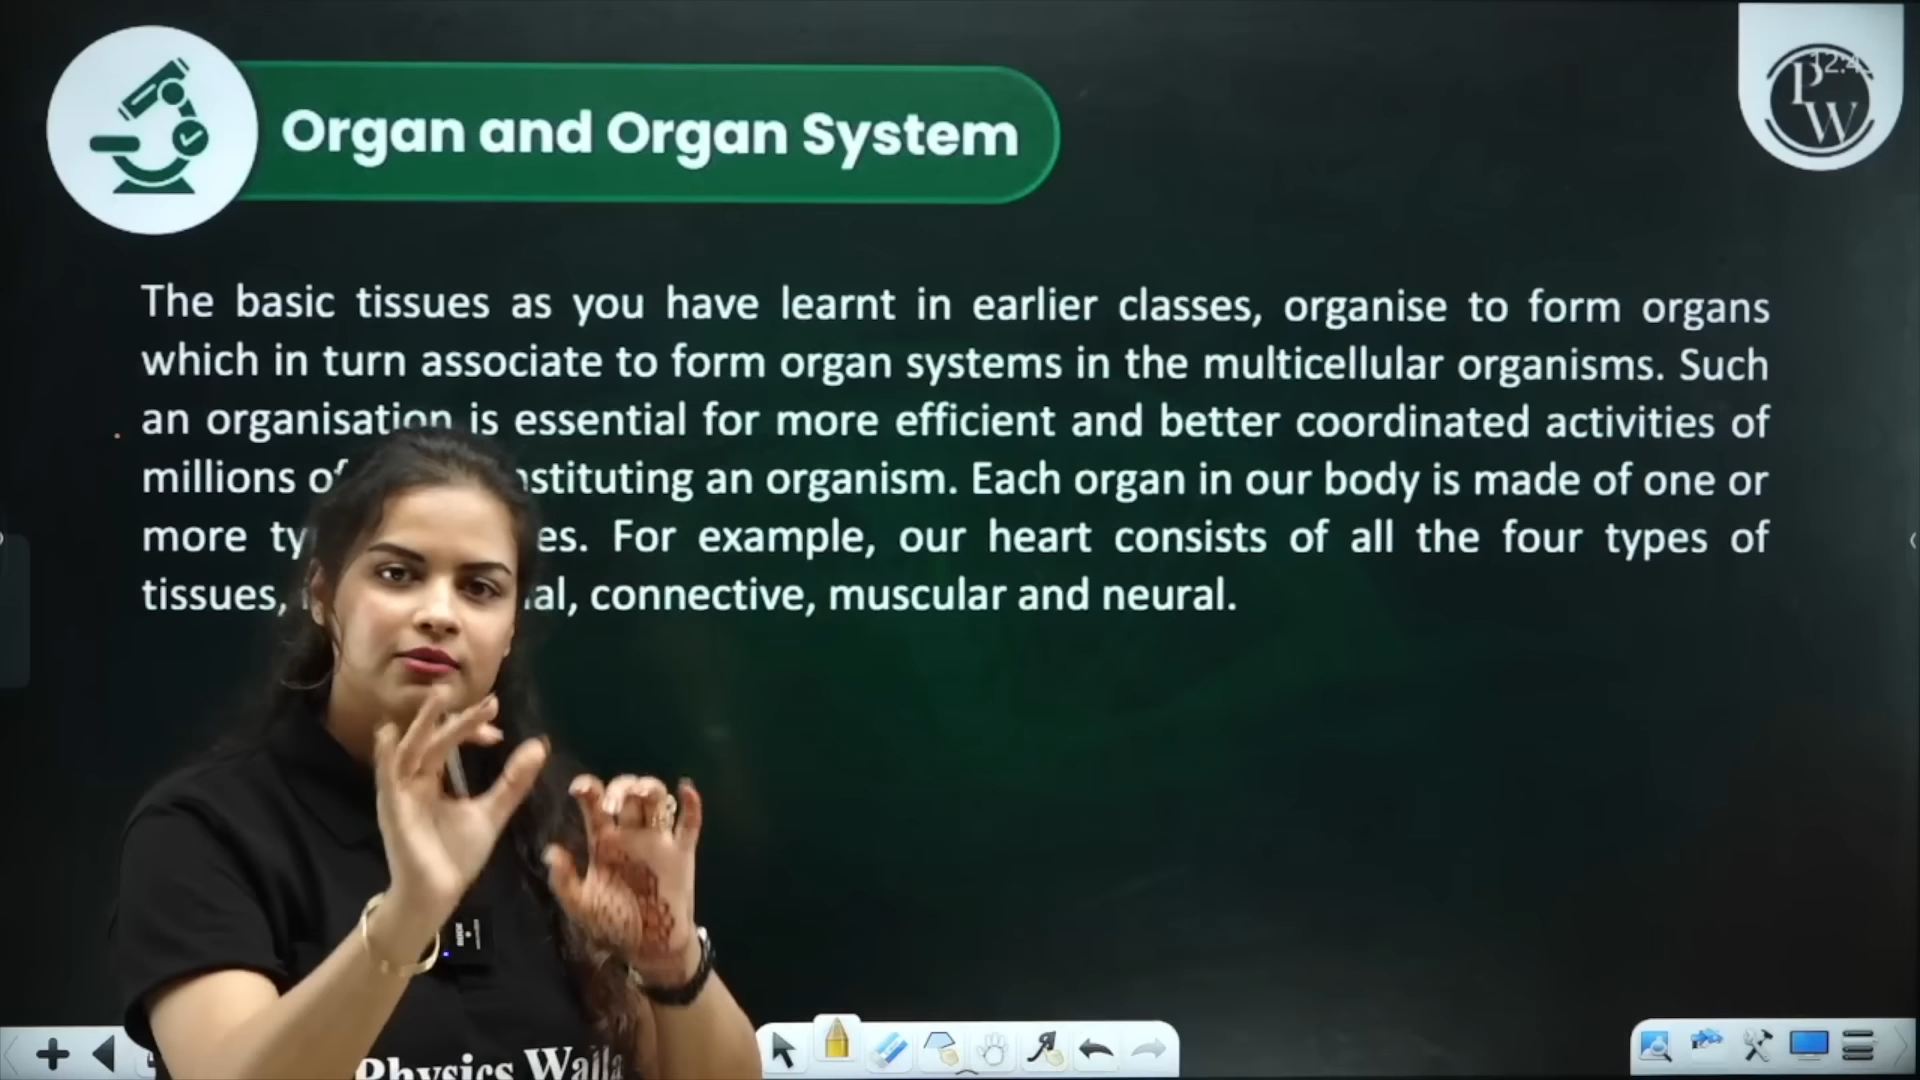 Organ and Organ System
PW
12:4
The basic tissues as you have learnt in earlier classes, organise to form organs
which in turn associate to form organ systems in the multicellular organisms. Such
an organisation is essential for more efficient and better coordinated activities of
millions of stituting an organism. Each organ in our body is made of one or
more ty es. For example, our heart consists of all the four types of
tissues, al, connective, muscular and neural.
Physics Walla